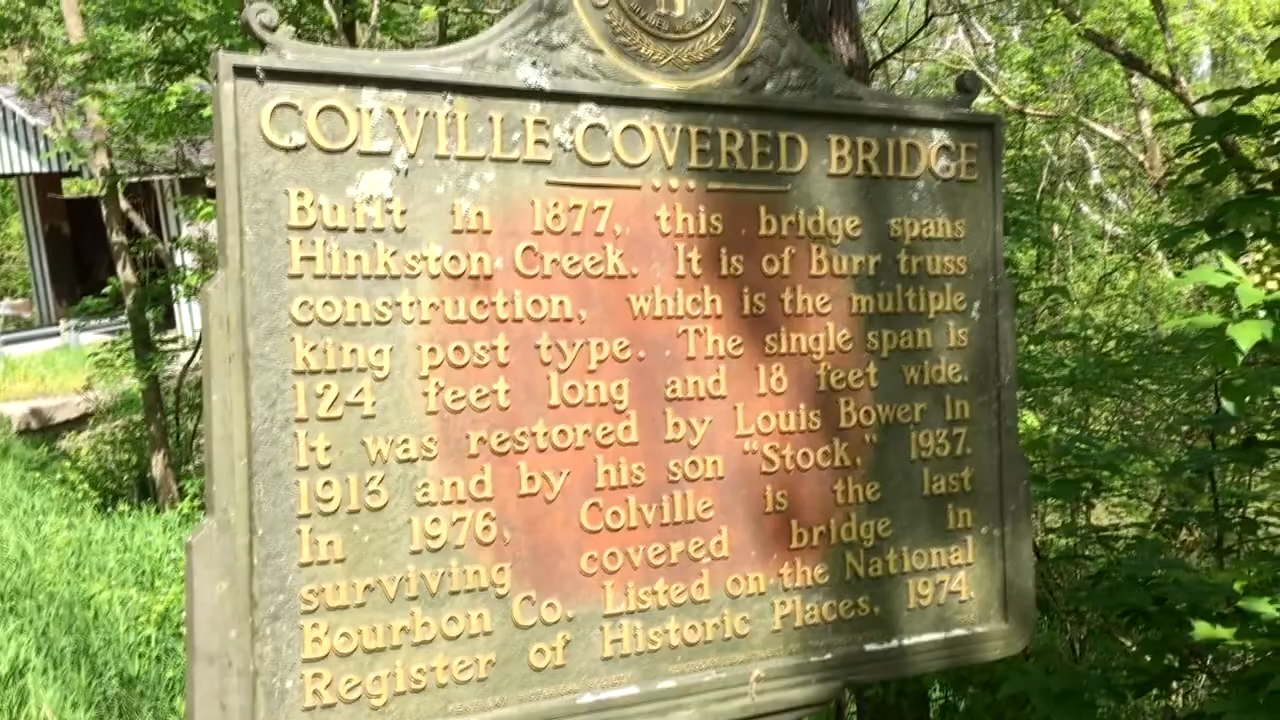 COLVILLE COVERED BRIDGE
Built in 1877, this bridge spans
Hinkston Creek. It is of Burr truss
construction, which is the multiple
king post type. The single span is
124 feet long and 18 feet wide.
It was restored by Louis Bower in
1913 and by his son "Stock," 1937.
In 1976, Colville is the last
surviving covered bridge in
Bourbon Co. Listed on the National
Register of Historic Places, 1974.